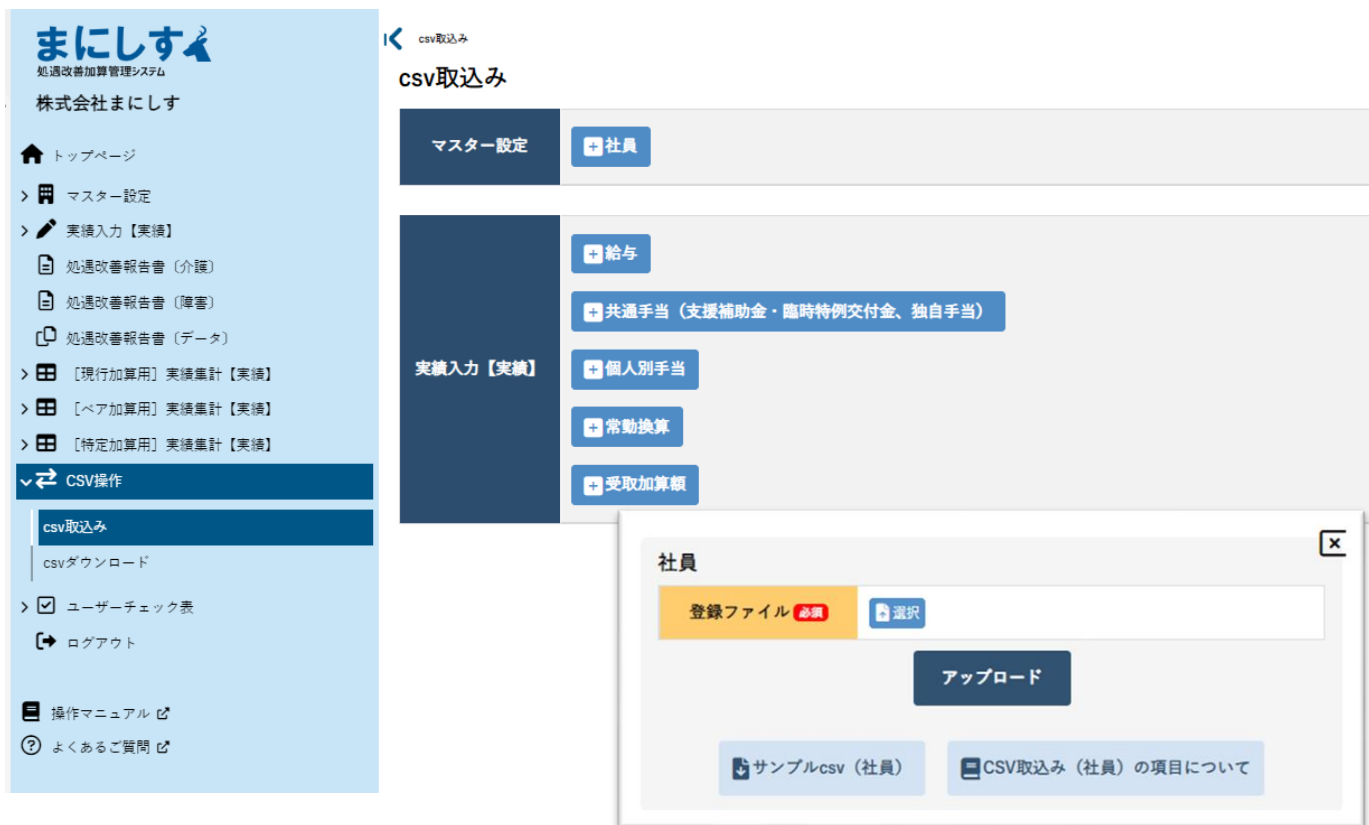 まにしす
処遇改善加算管理システム
株式会社まにしす
トップページ
マスター設定
実績入力【実績】
処遇改善報告書〔介護〕
処遇改善報告書〔障害〕
処遇改善報告書〔データ〕
［現行加算用］実績集計【実績】
［ベア加算用］実績集計【実績】
［特定加算用］実績集計【実績】
CSV操作
csv取込み
csvダウンロード
ユーザーチェック表
ログアウト
操作マニュアル
よくあるご質問
csv取込み
csv取込み
マスター設定
社員
実績入力【実績】
給与
共通手当（支援補助金・臨時特例交付金、独自手当）
個人別手当
常勤換算
受取加算額
社員
登録ファイル 必須
選択
アップロード
サンプルcsv（社員）
CSV取込み（社員）の項目について